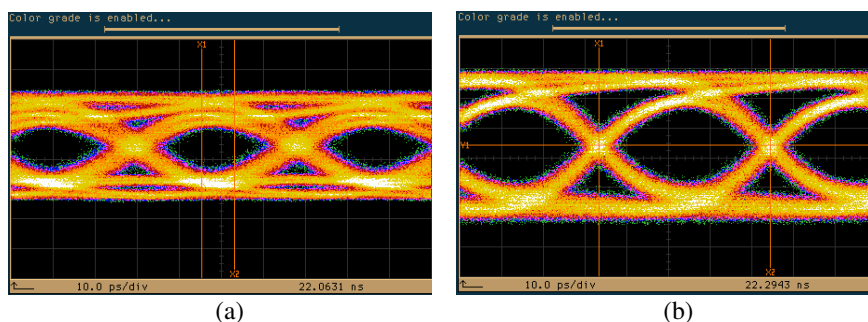 Color grade is enabled...
X1
X2
10.0 ps/div 22.0631 ns
(a)
Color grade is enabled...
X1
Y1
X2
10.0 ps/div 22.2943 ns
(b)